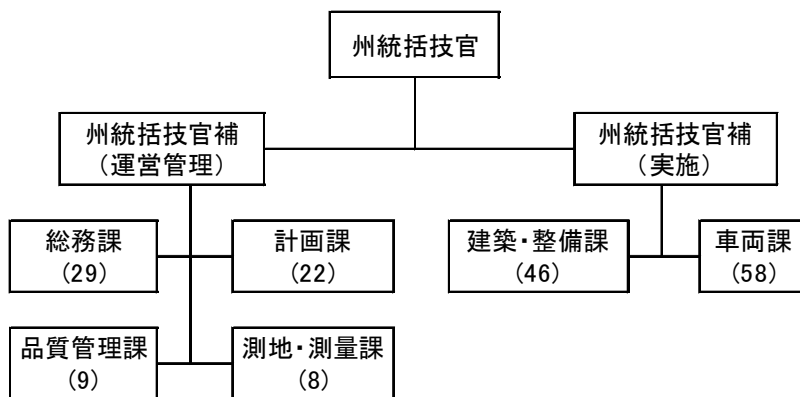 州統括技官
州統括技官補
（運営管理）
州統括技官補
（実施）
総務課
(29)
計画課
(22)
建築・整備課
(46)
車両課
(58)
品質管理課
(9)
測地・測量課
(8)